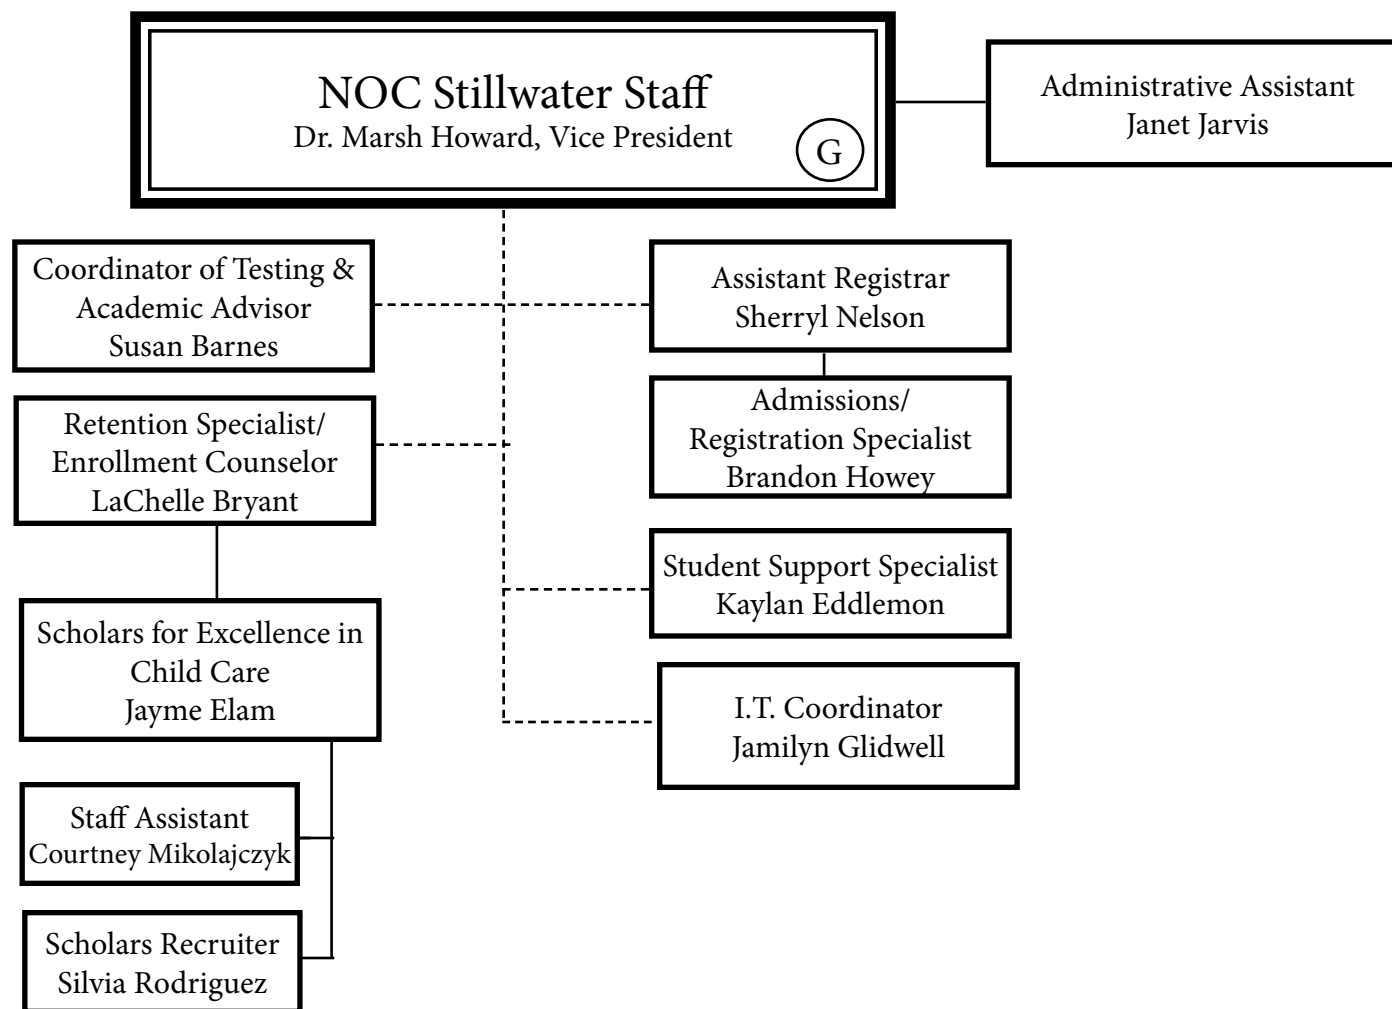 NOC Stillwater Staff
Dr. Marsh Howard, Vice President
G
Administrative Assistant
Janet Jarvis
Coordinator of Testing &
Academic Advisor
Susan Barnes
Assistant Registrar
Sherryl Nelson
Retention Specialist/
Enrollment Counselor
LaChelle Bryant
Admissions/
Registration Specialist
Brandon Howey
Student Support Specialist
Kaylan Eddlemon
Scholars for Excellence in
Child Care
Jayme Elam
I.T. Coordinator
Jamilyn Glidwell
Staff Assistant
Courtney Mikolajczyk
Scholars Recruiter
Silvia Rodriguez